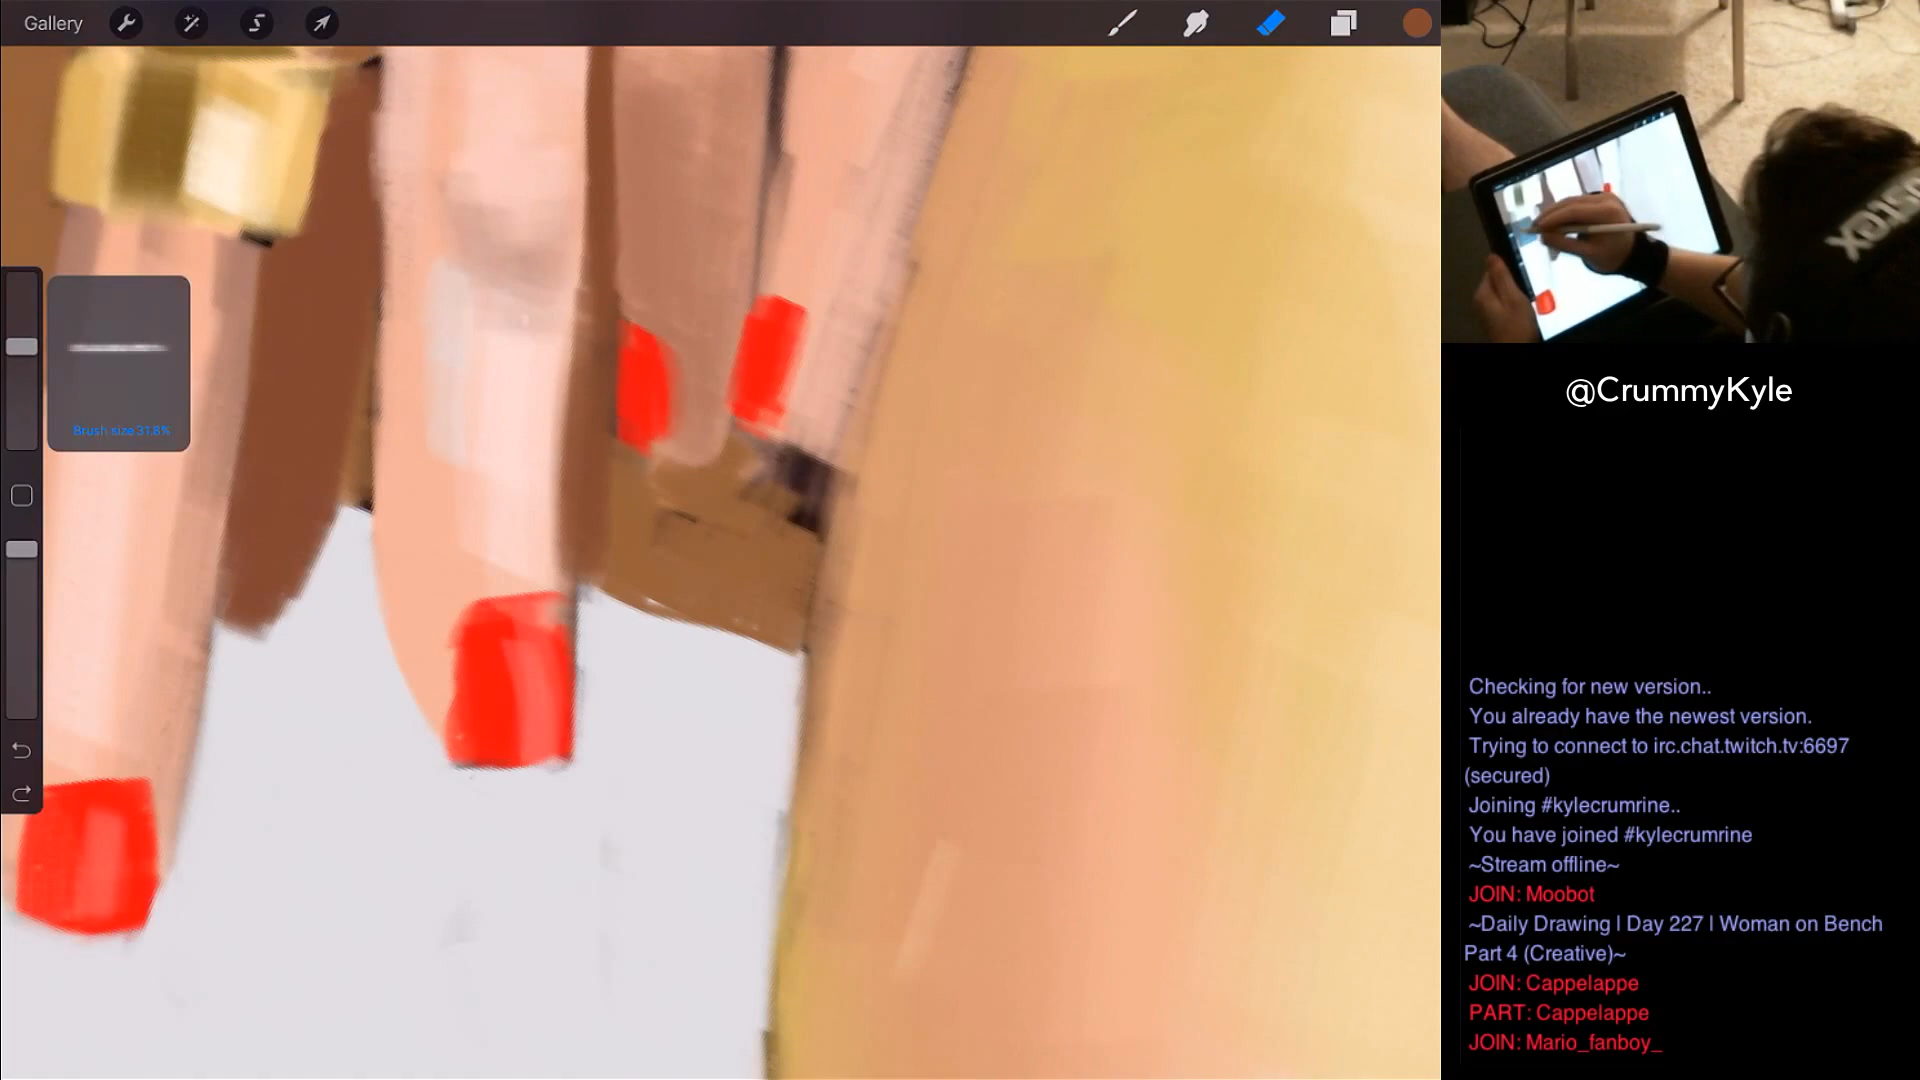 Gallery
Brush size 31.8%
@CrummyKyle
Checking for new version..
You already have the newest version.
Trying to connect to irc.chat.twitch.tv:6697
(secured)
Joining #kylecrumrine..
You have joined #kylecrumrine
~Stream offline~
JOIN: Moobot
~Daily Drawing | Day 227 | Woman on Bench
Part 4 (Creative)~
JOIN: Cappelappe
PART: Cappelappe
JOIN: Mario_fanboy_